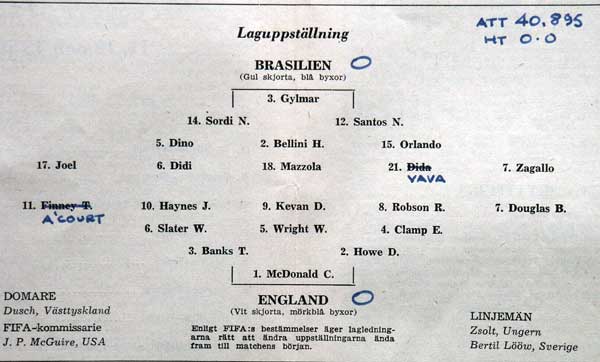 ATT 40.895
HT 0.0
Laguppställning
BRASILIEN 0
(Gul skjorta, blå byxor)
3. Gylmar
14. Sordi N. 12. Santos N.
5. Dino 2. Bellini H. 15. Orlando
17. Joel 6. Didi 18. Mazzola 21. Dida 7. Zagallo
VAVA
11. Finney T. 10. Haynes J. 9. Kevan D. 8. Robson R. 7. Douglas B.
A'COURT
6. Slater W. 5. Wright W. 4. Clamp E.
3. Banks T. 2. Howe D.
1. McDonald C.
ENGLAND 0
(Vit skjorta, mörkblå byxor)
DOMARE
Dusch, Västtyskland
FIFA-kommissarie
J. P. McGuire, USA
Enligt FIFA:s bestämmelser äger lagledning-
arna rätt att ändra uppställningarna ända
fram till matchens början.
LINJEMÄN
Zsolt, Ungern
Bertil Lööw, Sverige